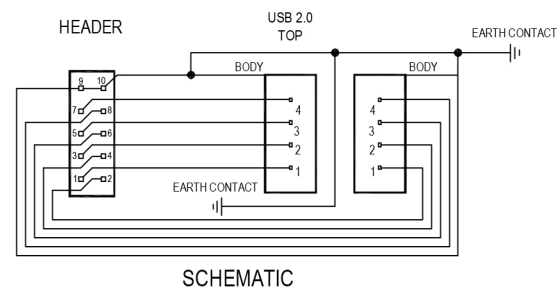 HEADER
USB 2.0
TOP
EARTH CONTACT
BODY
BODY
9 10
7 8
5 6
3 4
1 2
4
3
2
1
4
3
2
1
EARTH CONTACT
SCHEMATIC